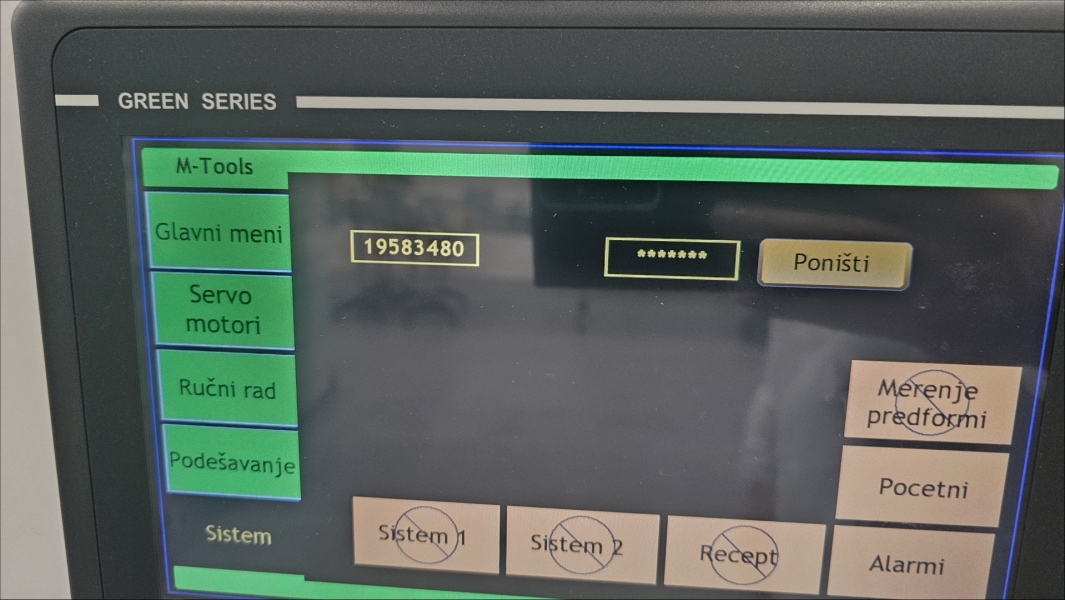 GREEN SERIES
M-Tools
Glavni meni
19583480
*******
Poništi
Servo
motori
Ručni rad
Merenje
predformi
Podešavanje
Pocetni
Sistem
Sistem 1
Sistem 2
Recept
Alarmi